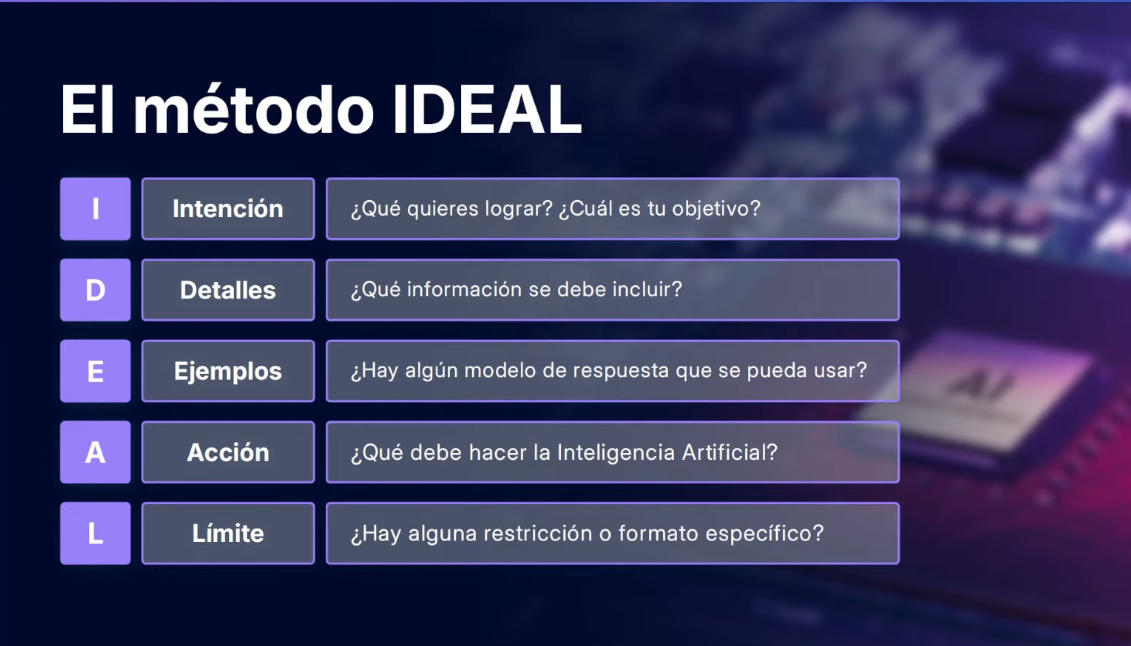 El método IDEAL
I Intención ¿Qué quieres lograr? ¿Cuál es tu objetivo?
D Detalles ¿Qué información se debe incluir?
E Ejemplos ¿Hay algún modelo de respuesta que se pueda usar?
A Acción ¿Qué debe hacer la Inteligencia Artificial?
L Límite ¿Hay alguna restricción o formato específico?
AI